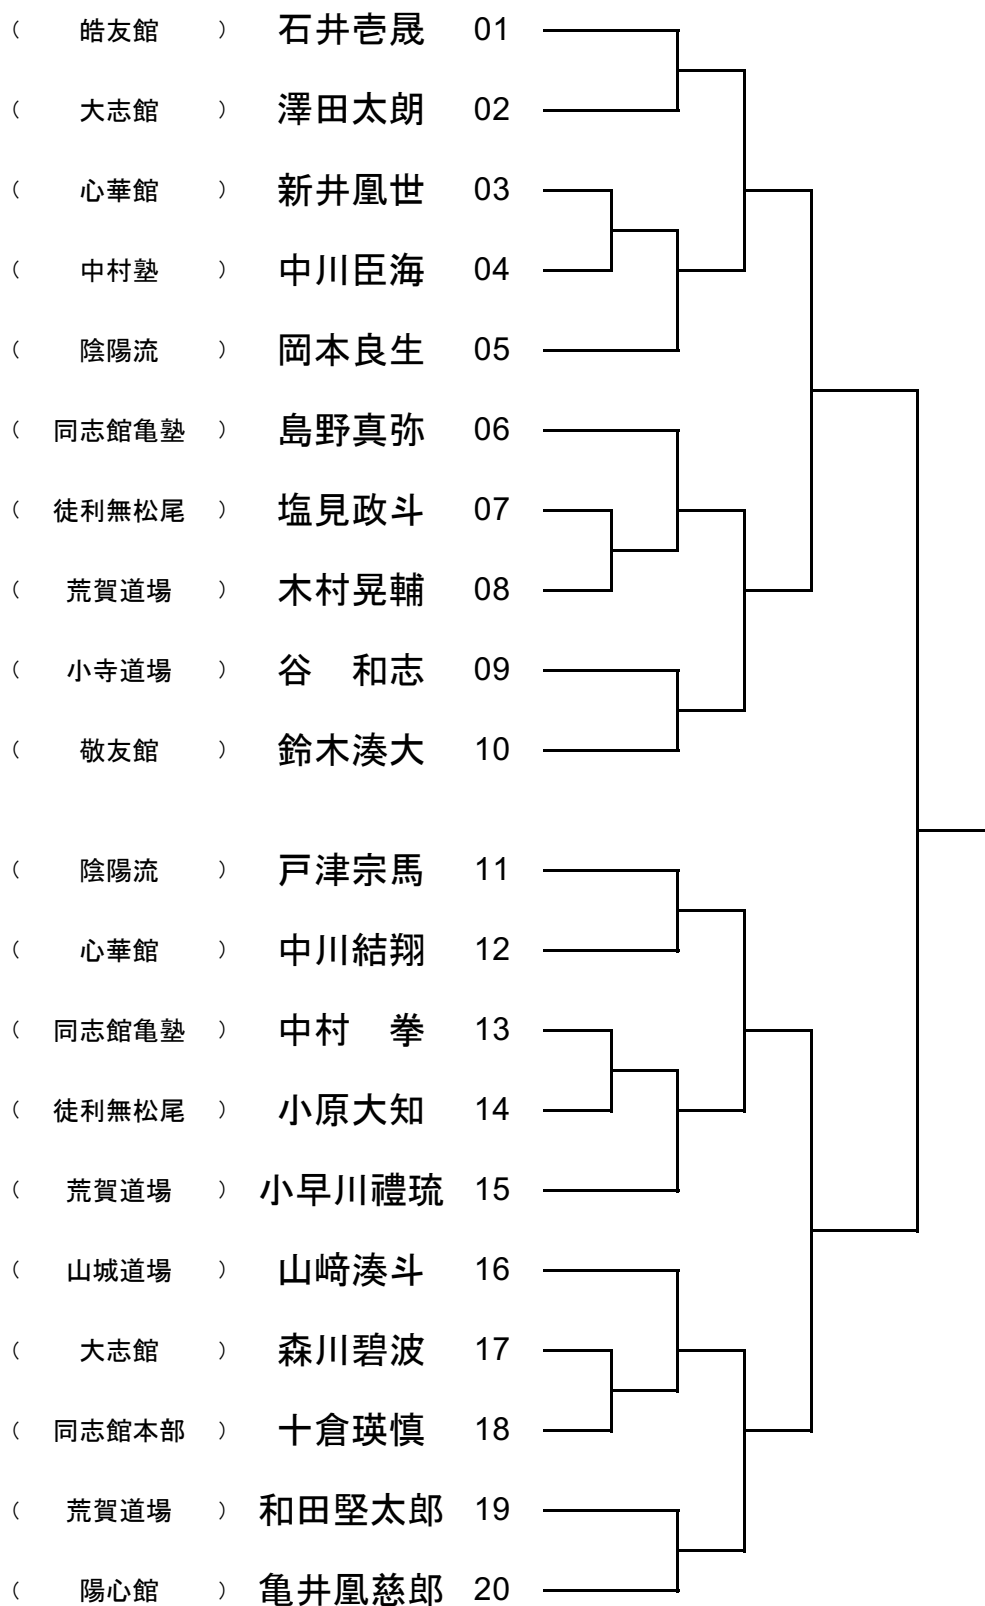 （ 皓友館 ） 石井壱晟 01
（ 大志館 ） 澤田太朗 02
（ 心華館 ） 新井凰世 03
（ 中村塾 ） 中川臣海 04
（ 陰陽流 ） 岡本良生 05
（ 同志館亀塾 ） 島野真弥 06
（ 徒利無松尾 ） 塩見政斗 07
（ 荒賀道場 ） 木村晃輔 08
（ 小寺道場 ） 谷　和志 09
（ 敬友館 ） 鈴木湊大 10
（ 陰陽流 ） 戸津宗馬 11
（ 心華館 ） 中川結翔 12
（ 同志館亀塾 ） 中村　拳 13
（ 徒利無松尾 ） 小原大知 14
（ 荒賀道場 ） 小早川禮琉 15
（ 山城道場 ） 山﨑湊斗 16
（ 大志館 ） 森川碧波 17
（ 同志館本部 ） 十倉瑛慎 18
（ 荒賀道場 ） 和田堅太郎 19
（ 陽心館 ） 亀井凰慈郎 20